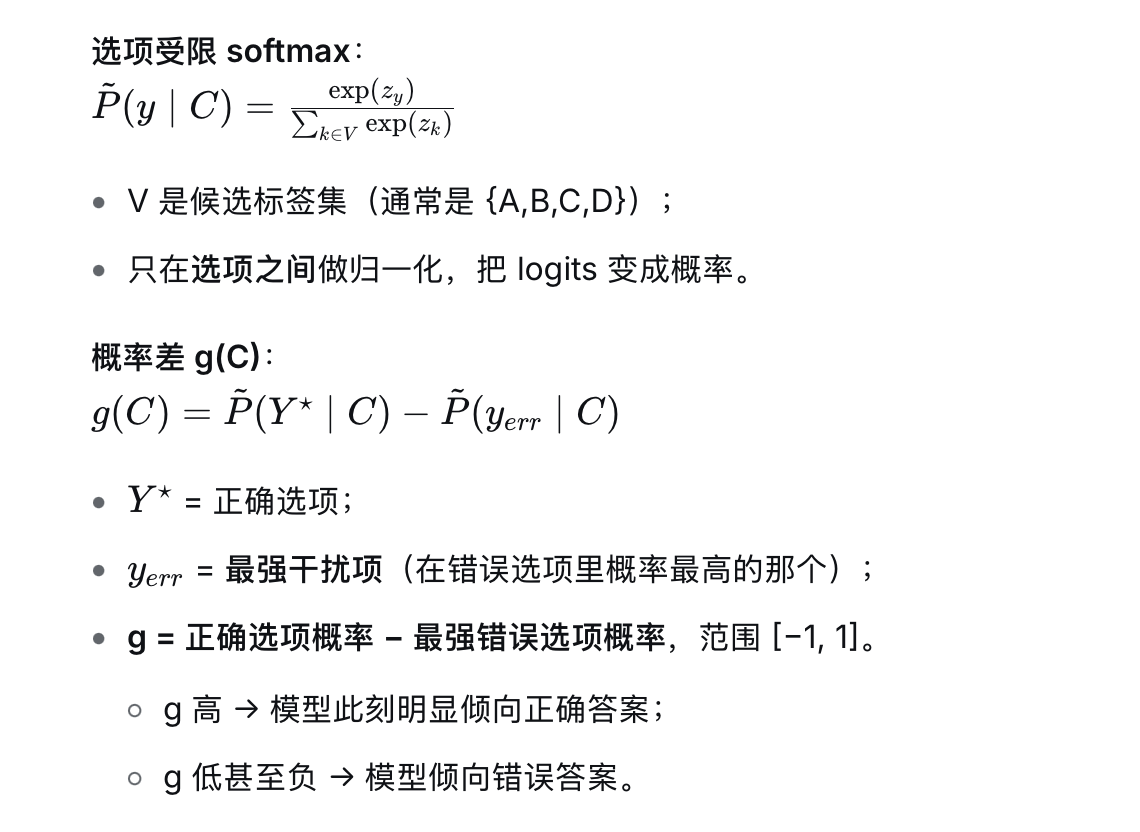 选项受限 softmax：
P̃(y | C) = exp(z_y) / ∑_{k∈V} exp(z_k)
• V 是候选标签集（通常是 {A,B,C,D}）；
• 只在选项之间做归一化，把 logits 变成概率。
概率差 g(C)：
g(C) = P̃(Y⋆ | C) − P̃(y_err | C)
• Y⋆ = 正确选项；
• y_err = 最强干扰项（在错误选项里概率最高的那个）；
• g = 正确选项概率 − 最强错误选项概率，范围 [−1, 1]。
○ g 高 → 模型此刻明显倾向正确答案；
○ g 低甚至负 → 模型倾向错误答案。